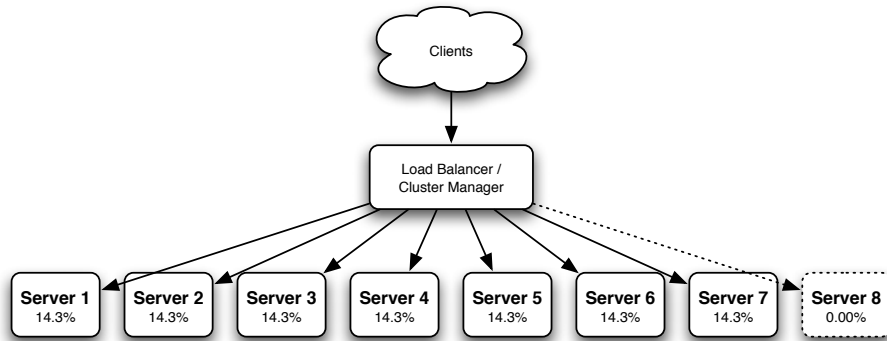 Clients
Load Balancer /
Cluster Manager
Server 1
14.3%
Server 2
14.3%
Server 3
14.3%
Server 4
14.3%
Server 5
14.3%
Server 6
14.3%
Server 7
14.3%
Server 8
0.00%